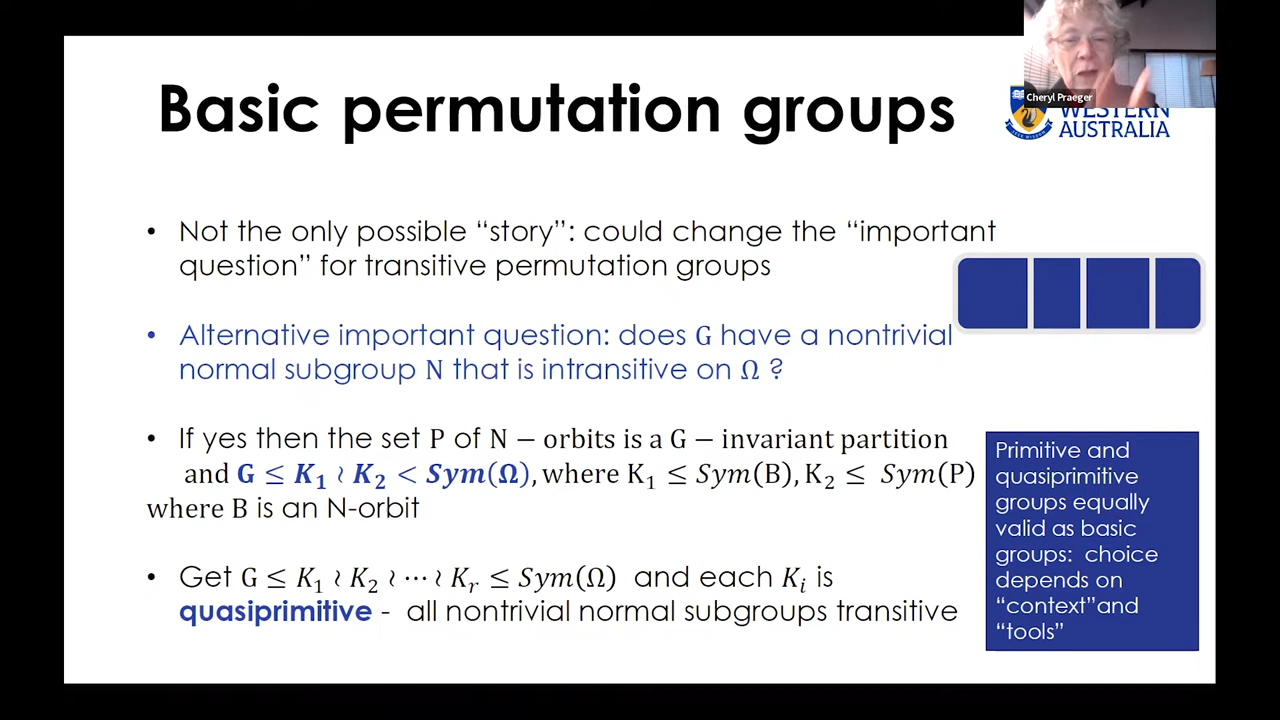 Basic permutation groups
Cheryl Praeger
WESTERN
AUSTRALIA
• Not the only possible “story”: could change the “important
question” for transitive permutation groups
• Alternative important question: does G have a nontrivial
normal subgroup N that is intransitive on Ω ?
• If yes then the set P of N − orbits is a G − invariant partition
and G ≤ K₁ ≀ K₂ < Sym(Ω), where K₁ ≤ Sym(B), K₂ ≤ Sym(P)
where B is an N-orbit
• Get G ≤ K₁ ≀ K₂ ≀ ⋯ ≀ Kᵣ ≤ Sym(Ω) and each Kᵢ is
quasiprimitive - all nontrivial normal subgroups transitive
Primitive and
quasiprimitive
groups equally
valid as basic
groups: choice
depends on
“context”and
“tools”